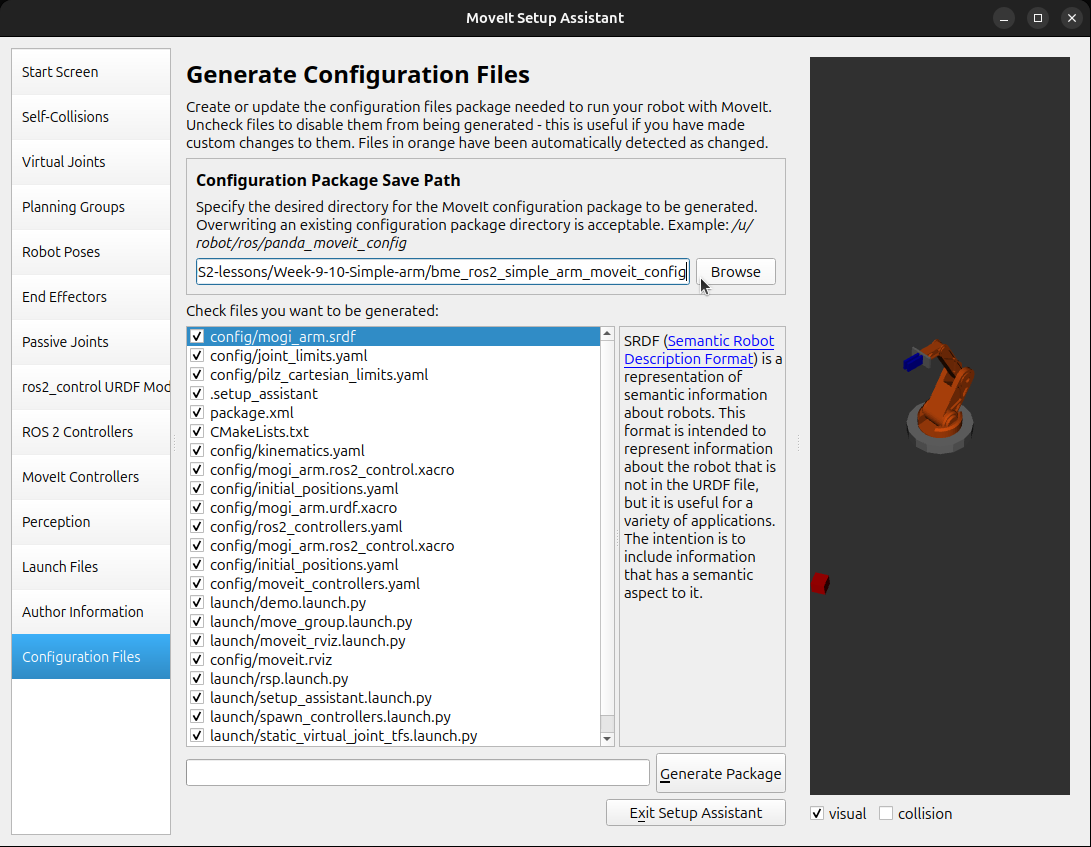 MoveIt Setup Assistant
Start Screen
Self-Collisions
Virtual Joints
Planning Groups
Robot Poses
End Effectors
Passive Joints
ros2_control URDF Mod
ROS 2 Controllers
MoveIt Controllers
Perception
Launch Files
Author Information
Configuration Files
Generate Configuration Files
Create or update the configuration files package needed to run your robot with MoveIt.
Uncheck files to disable them from being generated - this is useful if you have made
custom changes to them. Files in orange have been automatically detected as changed.
Configuration Package Save Path
Specify the desired directory for the MoveIt configuration package to be generated.
Overwriting an existing configuration package directory is acceptable. Example: /u/
robot/ros/panda_moveit_config
S2-lessons/Week-9-10-Simple-arm/bme_ros2_simple_arm_moveit_config
Browse
Check files you want to be generated:
config/mogi_arm.srdf
config/joint_limits.yaml
config/pilz_cartesian_limits.yaml
.setup_assistant
package.xml
CMakeLists.txt
config/kinematics.yaml
config/mogi_arm.ros2_control.xacro
config/initial_positions.yaml
config/mogi_arm.urdf.xacro
config/ros2_controllers.yaml
config/mogi_arm.ros2_control.xacro
config/initial_positions.yaml
config/moveit_controllers.yaml
launch/demo.launch.py
launch/move_group.launch.py
launch/moveit_rviz.launch.py
config/moveit.rviz
launch/rsp.launch.py
launch/setup_assistant.launch.py
launch/spawn_controllers.launch.py
launch/static_virtual_joint_tfs.launch.py
SRDF (Semantic Robot
Description Format) is a
representation of
semantic information
about robots. This
format is intended to
represent information
about the robot that is
not in the URDF file,
but it is useful for a
variety of applications.
The intention is to
include information
that has a semantic
aspect to it.
Generate Package
Exit Setup Assistant
visual
collision